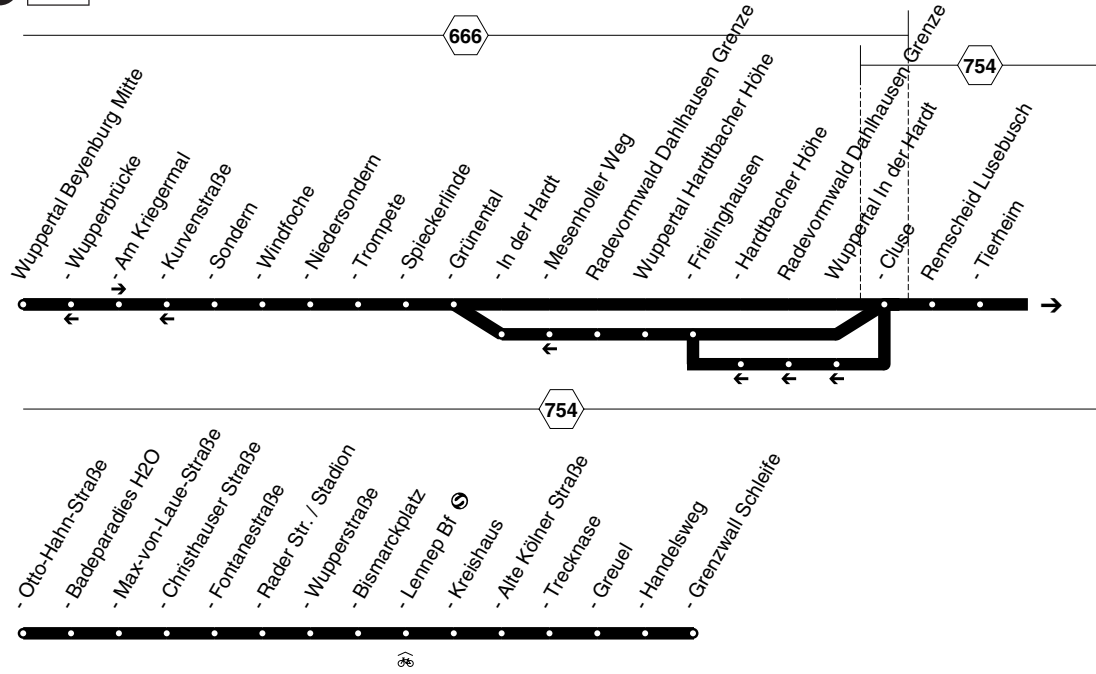 666
754
Wuppertal Beyenburg Mitte
- Wupperbrücke
- Am Kriegermal
- Kurvenstraße
- Sondern
- Windfoche
- Niedersondern
- Trompete
- Spieckerlinde
- Grünental
- In der Hardt
- Mesenholler Weg
Radevormwald Dahlhausen Grenze
Wuppertal Hardtbacher Höhe
- Frielinghausen
- Hardtbacher Höhe
Radevormwald Dahlhausen Grenze
Wuppertal In der Hardt
- Cluse
Remscheid Lusebusch
- Tierheim
754
- Otto-Hahn-Straße
- Badeparadies H2O
- Max-von-Laue-Straße
- Christhauser Straße
- Fontanestraße
- Rader Str. / Stadion
- Wupperstraße
- Bismarckplatz
- Lennep Bf S
- Kreishaus
- Alte Kölner Straße
- Trecknase
- Greuel
- Handelsweg
- Grenzwall Schleife